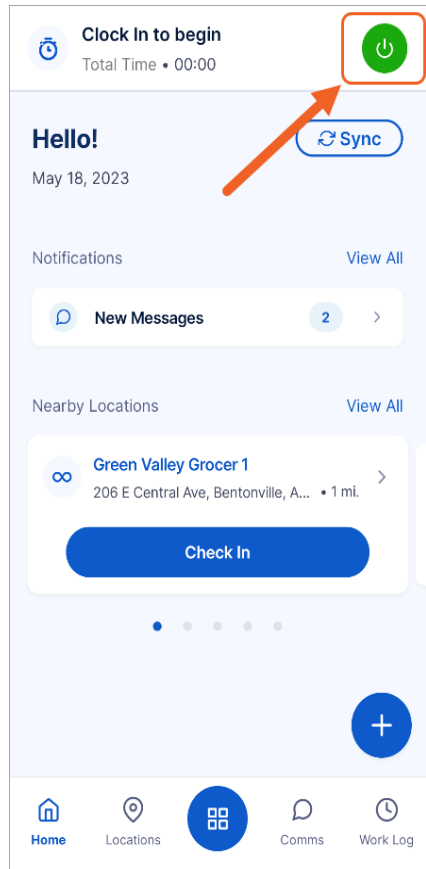 Clock In to begin
Total Time • 00:00
Hello!
Sync
May 18, 2023
Notifications
View All
New Messages
2
Nearby Locations
View All
Green Valley Grocer 1
206 E Central Ave, Bentonville, A... • 1 mi.
Check In
Home
Locations
Comms
Work Log